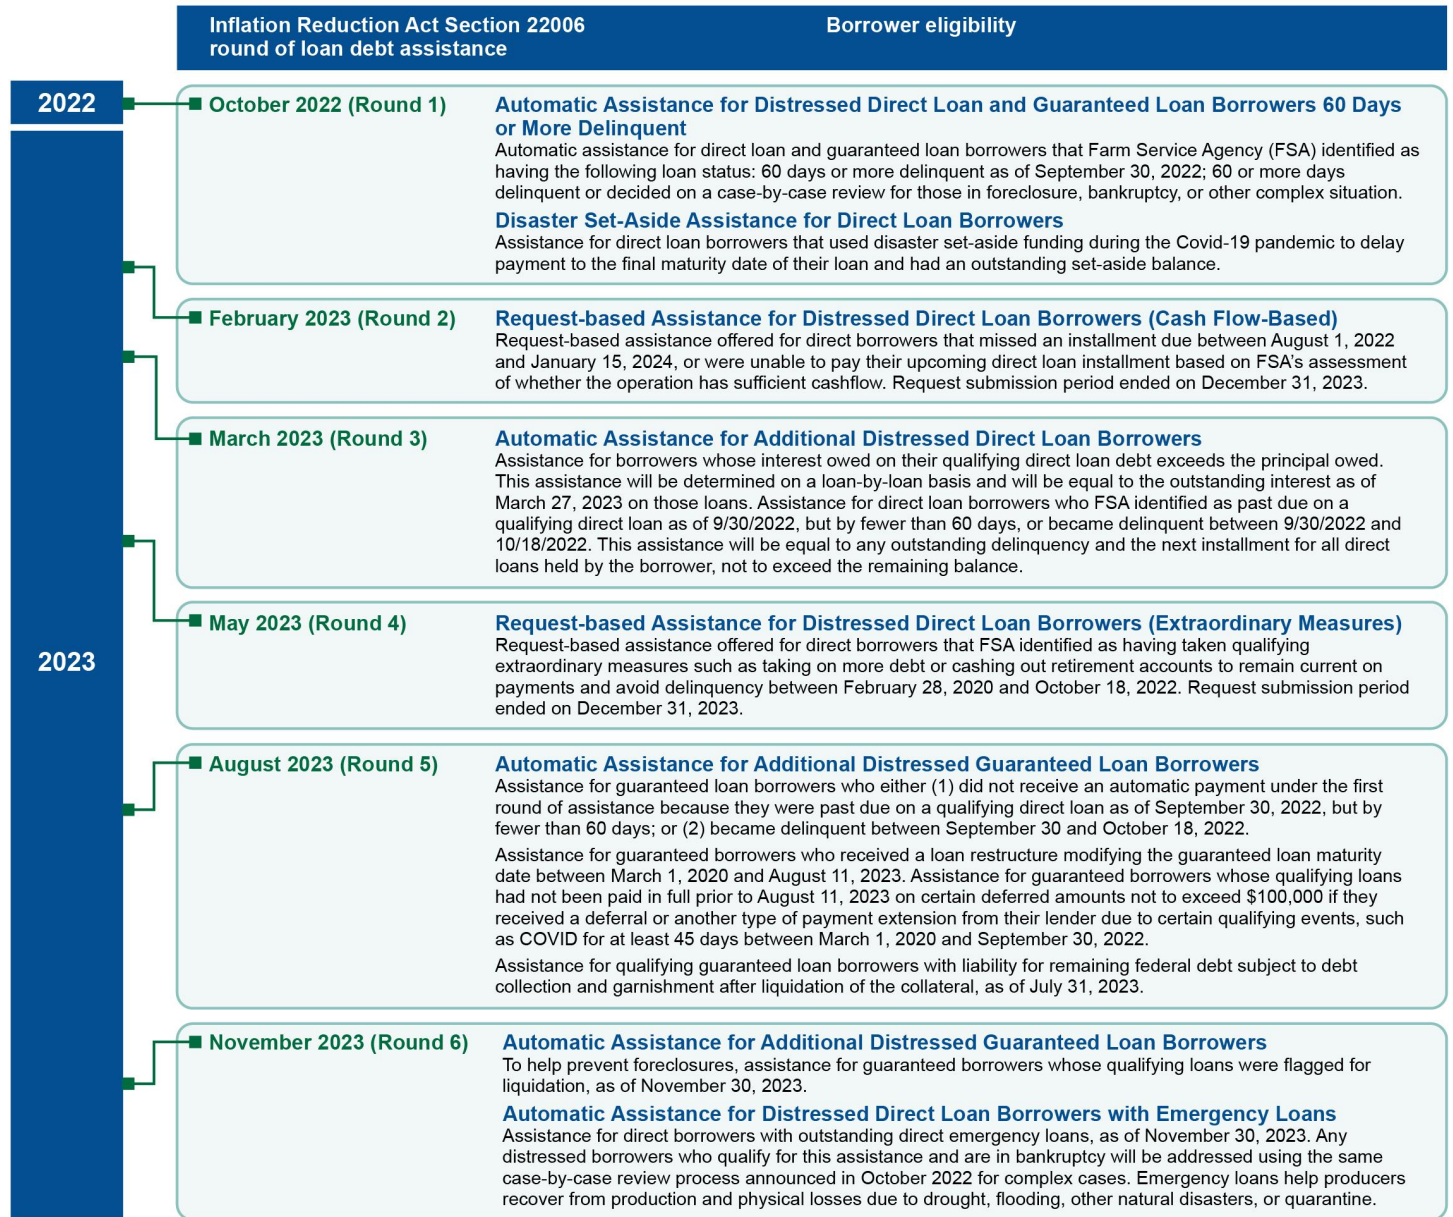 Inflation Reduction Act Section 22006
round of loan debt assistance
Borrower eligibility
2022
October 2022 (Round 1)
Automatic Assistance for Distressed Direct Loan and Guaranteed Loan Borrowers 60 Days
or More Delinquent
Automatic assistance for direct loan and guaranteed loan borrowers that Farm Service Agency (FSA) identified as
having the following loan status: 60 days or more delinquent as of September 30, 2022; 60 or more days
delinquent or decided on a case-by-case review for those in foreclosure, bankruptcy, or other complex situation.
Disaster Set-Aside Assistance for Direct Loan Borrowers
Assistance for direct loan borrowers that used disaster set-aside funding during the Covid-19 pandemic to delay
payment to the final maturity date of their loan and had an outstanding set-aside balance.
2023
February 2023 (Round 2)
Request-based Assistance for Distressed Direct Loan Borrowers (Cash Flow-Based)
Request-based assistance offered for direct borrowers that missed an installment due between August 1, 2022
and January 15, 2024, or were unable to pay their upcoming direct loan installment based on FSA's assessment
of whether the operation has sufficient cashflow. Request submission period ended on December 31, 2023.
March 2023 (Round 3)
Automatic Assistance for Additional Distressed Direct Loan Borrowers
Assistance for borrowers whose interest owed on their qualifying direct loan debt exceeds the principal owed.
This assistance will be determined on a loan-by-loan basis and will be equal to the outstanding interest as of
March 27, 2023 on those loans. Assistance for direct loan borrowers who FSA identified as past due on a
qualifying direct loan as of 9/30/2022, but by fewer than 60 days, or became delinquent between 9/30/2022 and
10/18/2022. This assistance will be equal to any outstanding delinquency and the next installment for all direct
loans held by the borrower, not to exceed the remaining balance.
May 2023 (Round 4)
Request-based Assistance for Distressed Direct Loan Borrowers (Extraordinary Measures)
Request-based assistance offered for direct borrowers that FSA identified as having taken qualifying
extraordinary measures such as taking on more debt or cashing out retirement accounts to remain current on
payments and avoid delinquency between February 28, 2020 and October 18, 2022. Request submission period
ended on December 31, 2023.
August 2023 (Round 5)
Automatic Assistance for Additional Distressed Guaranteed Loan Borrowers
Assistance for guaranteed loan borrowers who either (1) did not receive an automatic payment under the first
round of assistance because they were past due on a qualifying direct loan as of September 30, 2022, but by
fewer than 60 days; or (2) became delinquent between September 30 and October 18, 2022.
Assistance for guaranteed borrowers who received a loan restructure modifying the guaranteed loan maturity
date between March 1, 2020 and August 11, 2023. Assistance for guaranteed borrowers whose qualifying loans
had not been paid in full prior to August 11, 2023 on certain deferred amounts not to exceed $100,000 if they
received a deferral or another type of payment extension from their lender due to certain qualifying events, such
as COVID for at least 45 days between March 1, 2020 and September 30, 2022.
Assistance for qualifying guaranteed loan borrowers with liability for remaining federal debt subject to debt
collection and garnishment after liquidation of the collateral, as of July 31, 2023.
November 2023 (Round 6)
Automatic Assistance for Additional Distressed Guaranteed Loan Borrowers
To help prevent foreclosures, assistance for guaranteed borrowers whose qualifying loans were flagged for
liquidation, as of November 30, 2023.
Automatic Assistance for Distressed Direct Loan Borrowers with Emergency Loans
Assistance for direct borrowers with outstanding direct emergency loans, as of November 30, 2023. Any
distressed borrowers who qualify for this assistance and are in bankruptcy will be addressed using the same
case-by-case review process announced in October 2022 for complex cases. Emergency loans help producers
recover from production and physical losses due to drought, flooding, other natural disasters, or quarantine.